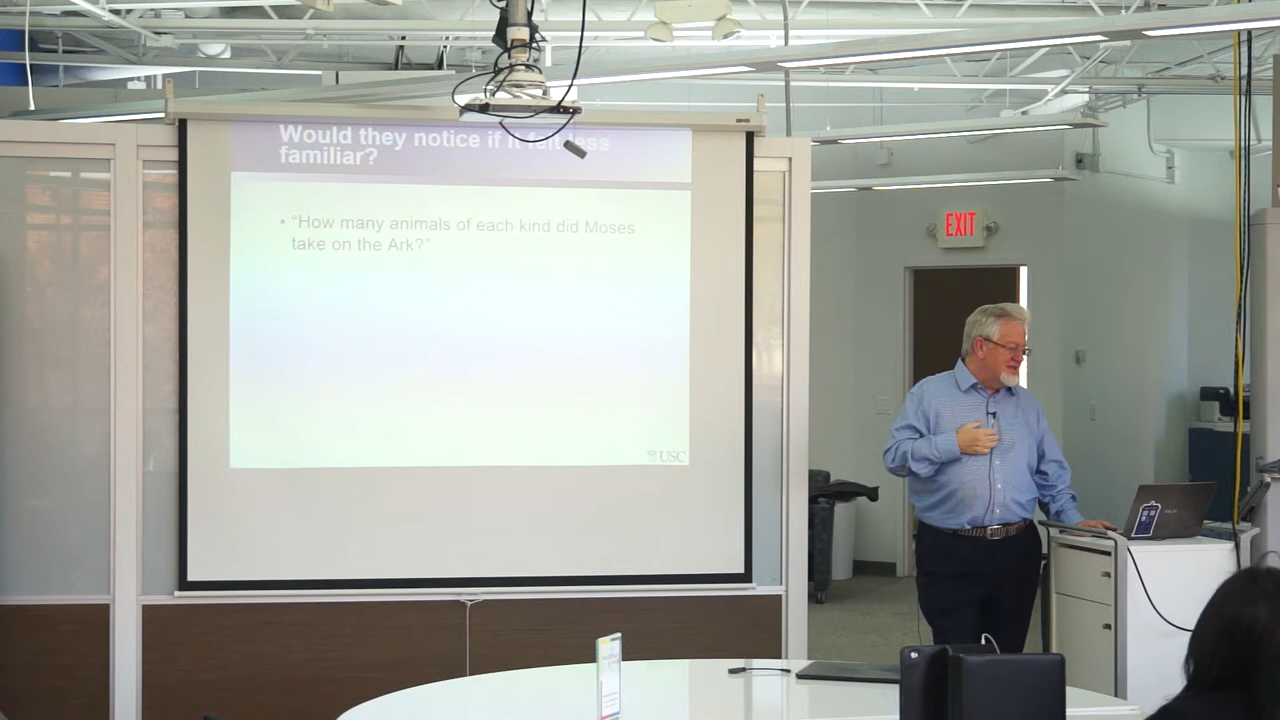 Would they notice if it felt less
familiar?
• “How many animals of each kind did Moses
take on the Ark?”
USC
EXIT